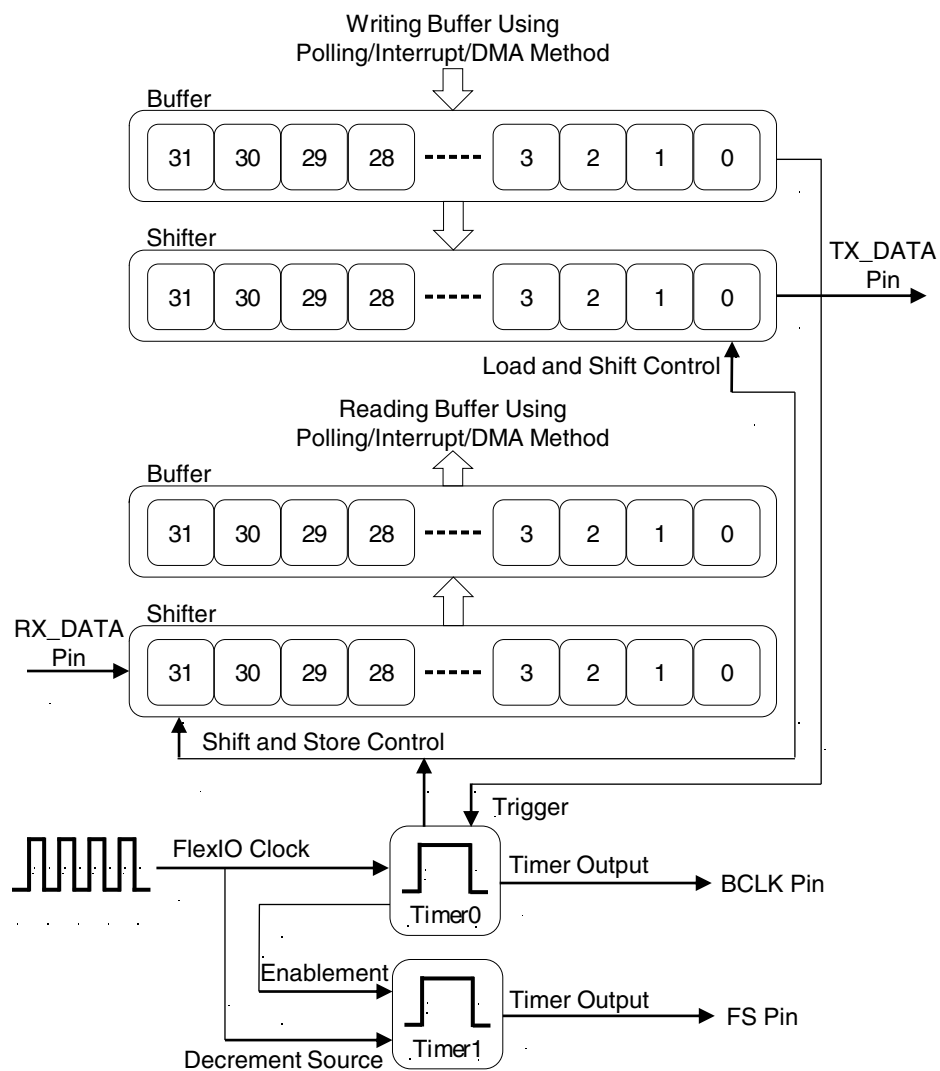 Writing Buffer Using
Polling/Interrupt/DMA Method
Buffer
31 30 29 28 3 2 1 0
Shifter
31 30 29 28 3 2 1 0
TX_DATA
Pin
Load and Shift Control
Reading Buffer Using
Polling/Interrupt/DMA Method
Buffer
31 30 29 28 3 2 1 0
Shifter
RX_DATA
Pin
31 30 29 28 3 2 1 0
Shift and Store Control
Trigger
FlexIO Clock
Timer0
Timer Output
BCLK Pin
Enablement
Timer1
Timer Output
FS Pin
Decrement Source